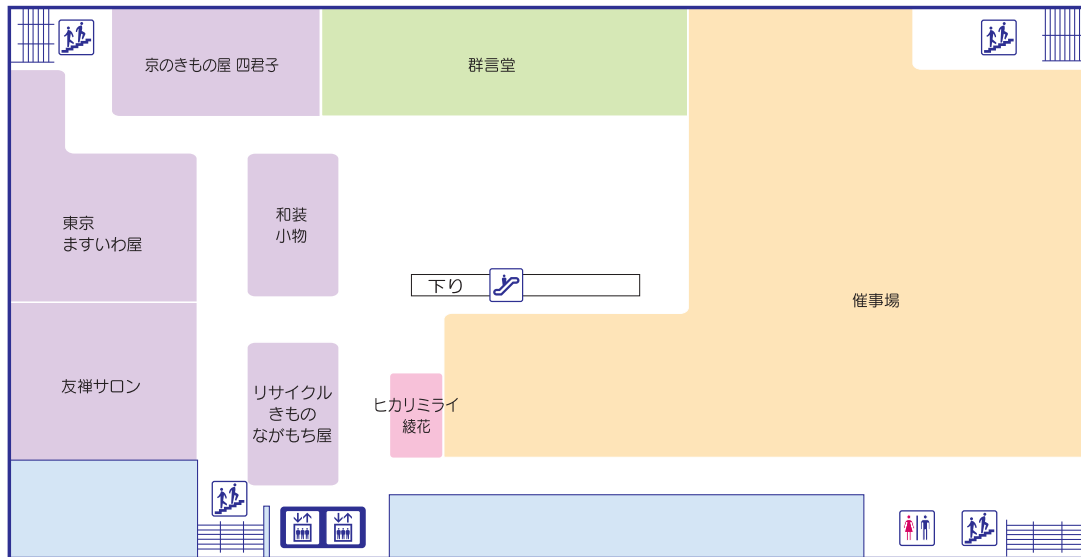 京のきもの屋 四君子
群言堂
東京
ますいわ屋
和装
小物
下り
催事場
友禅サロン
リサイクル
きもの
ながもち屋
ヒカリミライ
綾花